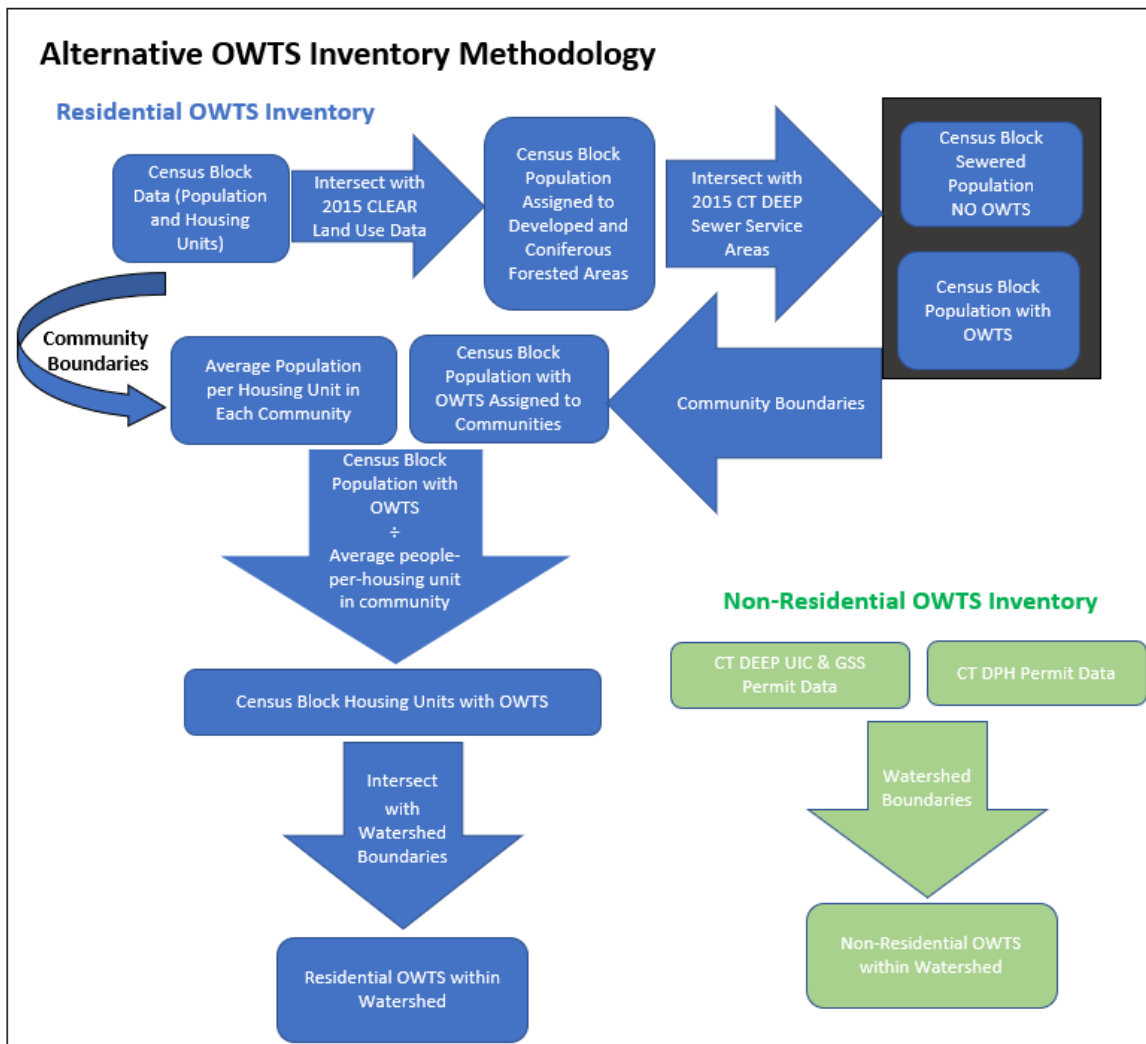 Alternative OWTS Inventory Methodology
Residential OWTS Inventory
Census Block
Data (Population
and Housing
Units)
Intersect with
2015 CLEAR
Land Use Data
Census Block
Population
Assigned to
Developed and
Coniferous
Forested Areas
Intersect with
2015 CT DEEP
Sewer Service
Areas
Census Block
Sewered
Population
NO OWTS
Census Block
Population with
OWTS
Community
Boundaries
Average Population
per Housing Unit in
Each Community
Census Block
Population with
OWTS Assigned to
Communities
Community Boundaries
Census Block
Population with
OWTS
÷
Average people-
per-housing unit
in community
Census Block Housing Units with OWTS
Intersect
with
Watershed
Boundaries
Residential OWTS within
Watershed
Non-Residential OWTS Inventory
CT DEEP UIC & GSS
Permit Data
CT DPH Permit Data
Watershed
Boundaries
Non-Residential OWTS
within Watershed